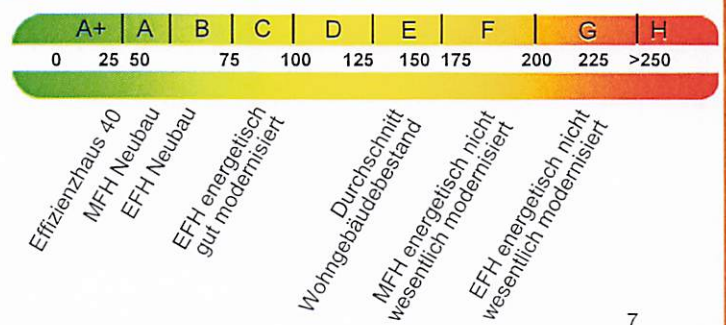 A+ A B C D E F G H
0 25 50 75 100 125 150 175 200 225 >250
Effizienzhaus 40
MFH Neubau
EFH Neubau
EFH energetisch
gut modernisiert
Durchschnitt
Wohngebäudebestand
MFH energetisch nicht
wesentlich modernisiert
EFH energetisch nicht
wesentlich modernisiert
7